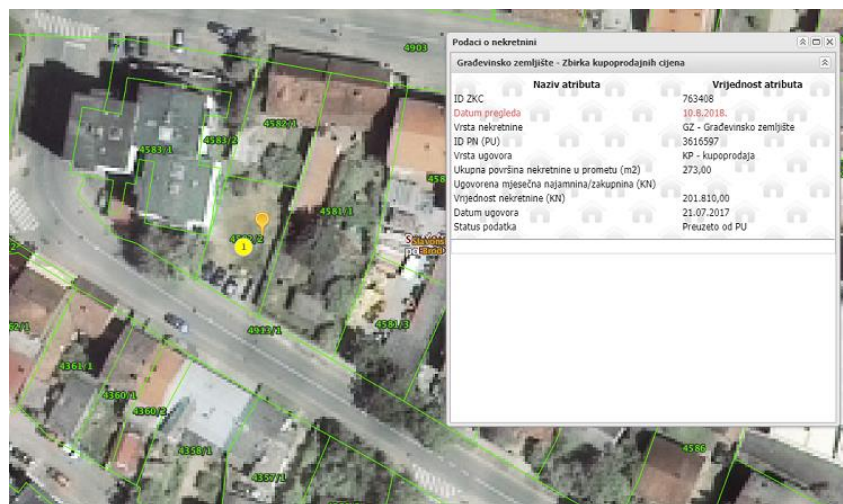 Podaci o nekretnini
Građevinsko zemljište - Zbirka kupoprodajnih cijena
Naziv atributa Vrijednost atributa
ID ZKC 763408
Datum pregleda 10.8.2018.
Vrsta nekretnine GZ - Građevinsko zemljište
ID PN (PU) 3616597
Vrsta ugovora KP - kupoprodaja
Ukupna površina nekretnine u prometu (m2) 273,00
Ugovorena mjesečna najamnina/zakupnina (KN)
Vrijednost nekretnine (KN) 201.810,00
Datum ugovora 21.07.2017
Status podatka Preuzeto od PU
4903
4582/1
4583/2
4583/1
4581/1
1
4581/3
4913/1
4361/1
4360/1
4360/2
4358/1
4357/1
4586